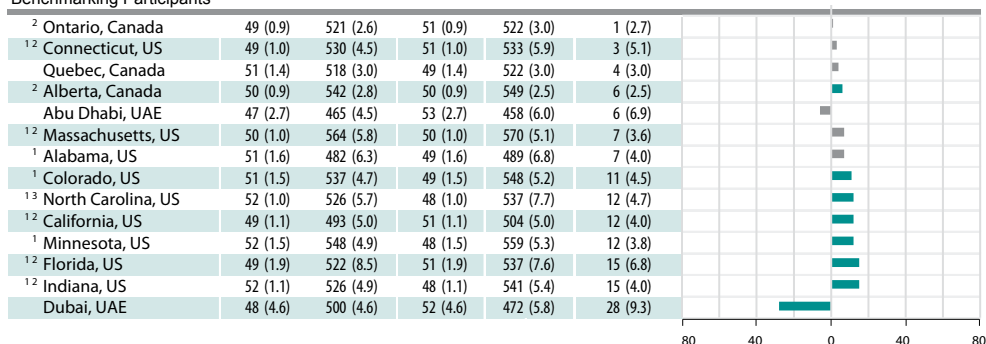 Benchmarking Participants
² Ontario, Canada 49 (0.9) 521 (2.6) 51 (0.9) 522 (3.0) 1 (2.7)
¹ ² Connecticut, US 49 (1.0) 530 (4.5) 51 (1.0) 533 (5.9) 3 (5.1)
Quebec, Canada 51 (1.4) 518 (3.0) 49 (1.4) 522 (3.0) 4 (3.0)
² Alberta, Canada 50 (0.9) 542 (2.8) 50 (0.9) 549 (2.5) 6 (2.5)
Abu Dhabi, UAE 47 (2.7) 465 (4.5) 53 (2.7) 458 (6.0) 6 (6.9)
¹ ² Massachusetts, US 50 (1.0) 564 (5.8) 50 (1.0) 570 (5.1) 7 (3.6)
¹ Alabama, US 51 (1.6) 482 (6.3) 49 (1.6) 489 (6.8) 7 (4.0)
¹ Colorado, US 51 (1.5) 537 (4.7) 49 (1.5) 548 (5.2) 11 (4.5)
¹ ³ North Carolina, US 52 (1.0) 526 (5.7) 48 (1.0) 537 (7.7) 12 (4.7)
¹ ² California, US 49 (1.1) 493 (5.0) 51 (1.1) 504 (5.0) 12 (4.0)
¹ Minnesota, US 52 (1.5) 548 (4.9) 48 (1.5) 559 (5.3) 12 (3.8)
¹ ² Florida, US 49 (1.9) 522 (8.5) 51 (1.9) 537 (7.6) 15 (6.8)
¹ ² Indiana, US 52 (1.1) 526 (4.9) 48 (1.1) 541 (5.4) 15 (4.0)
Dubai, UAE 48 (4.6) 500 (4.6) 52 (4.6) 472 (5.8) 28 (9.3)
80 40 0 40 80